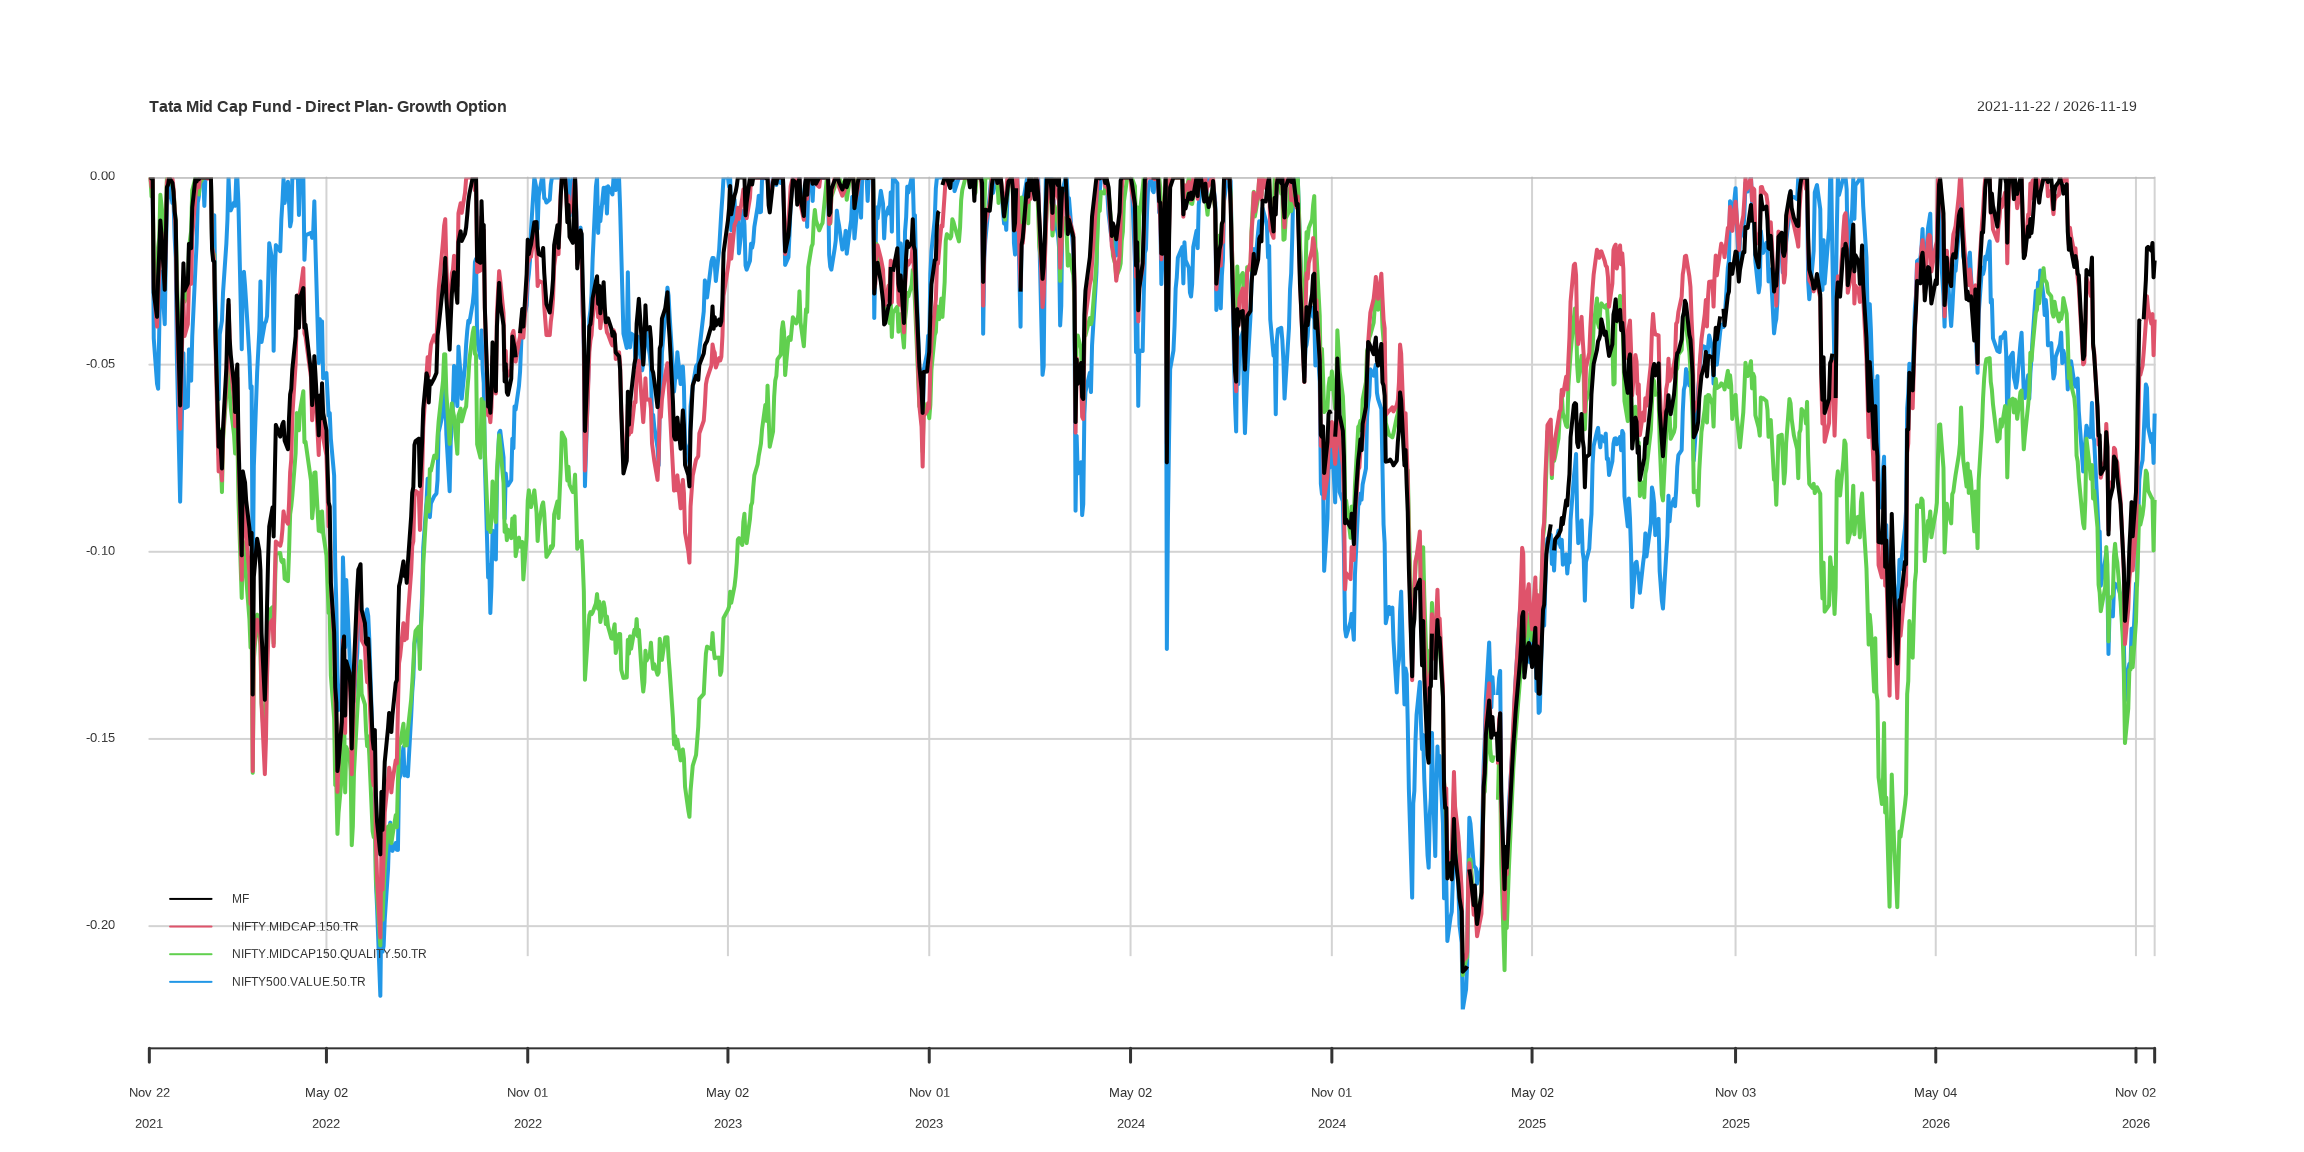 Tata Mid Cap Fund - Direct Plan- Growth Option
2021-11-22 / 2026-11-19
0.00
-0.05
-0.10
-0.15
-0.20
MF
NIFTY.MIDCAP.150.TR
NIFTY.MIDCAP150.QUALITY.50.TR
NIFTY500.VALUE.50.TR
Nov 22 May 02 Nov 01 May 02 Nov 01 May 02 Nov 01 May 02 Nov 03 May 04 Nov 02
2021 2022 2022 2023 2023 2024 2024 2025 2025 2026 2026